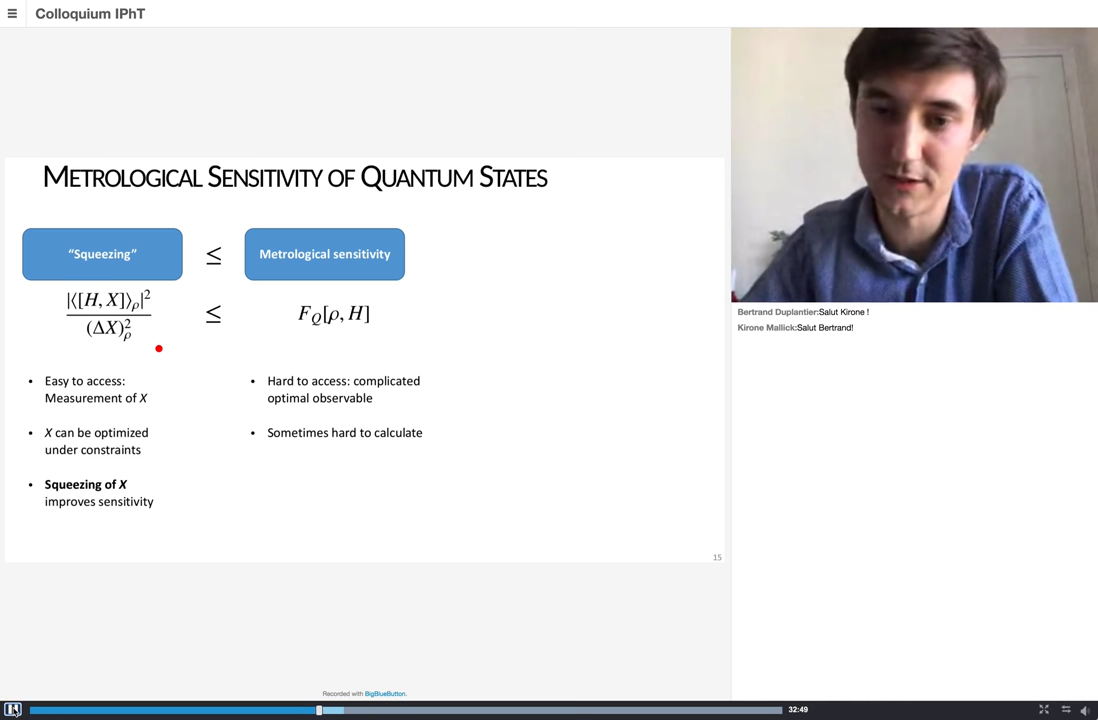 Colloquium IPhT
METROLOGICAL SENSITIVITY OF QUANTUM STATES
“Squeezing” ≤ Metrological sensitivity
|⟨[H, X]⟩ρ|² / (ΔX)²ρ ≤ F_Q[ρ, H]
• Easy to access:
Measurement of X
• X can be optimized
under constraints
• Squeezing of X
improves sensitivity
• Hard to access: complicated
optimal observable
• Sometimes hard to calculate
15
Bertrand Duplantier:Salut Kirone !
Kirone Mallick:Salut Bertrand!
Recorded with BigBlueButton.
32:49